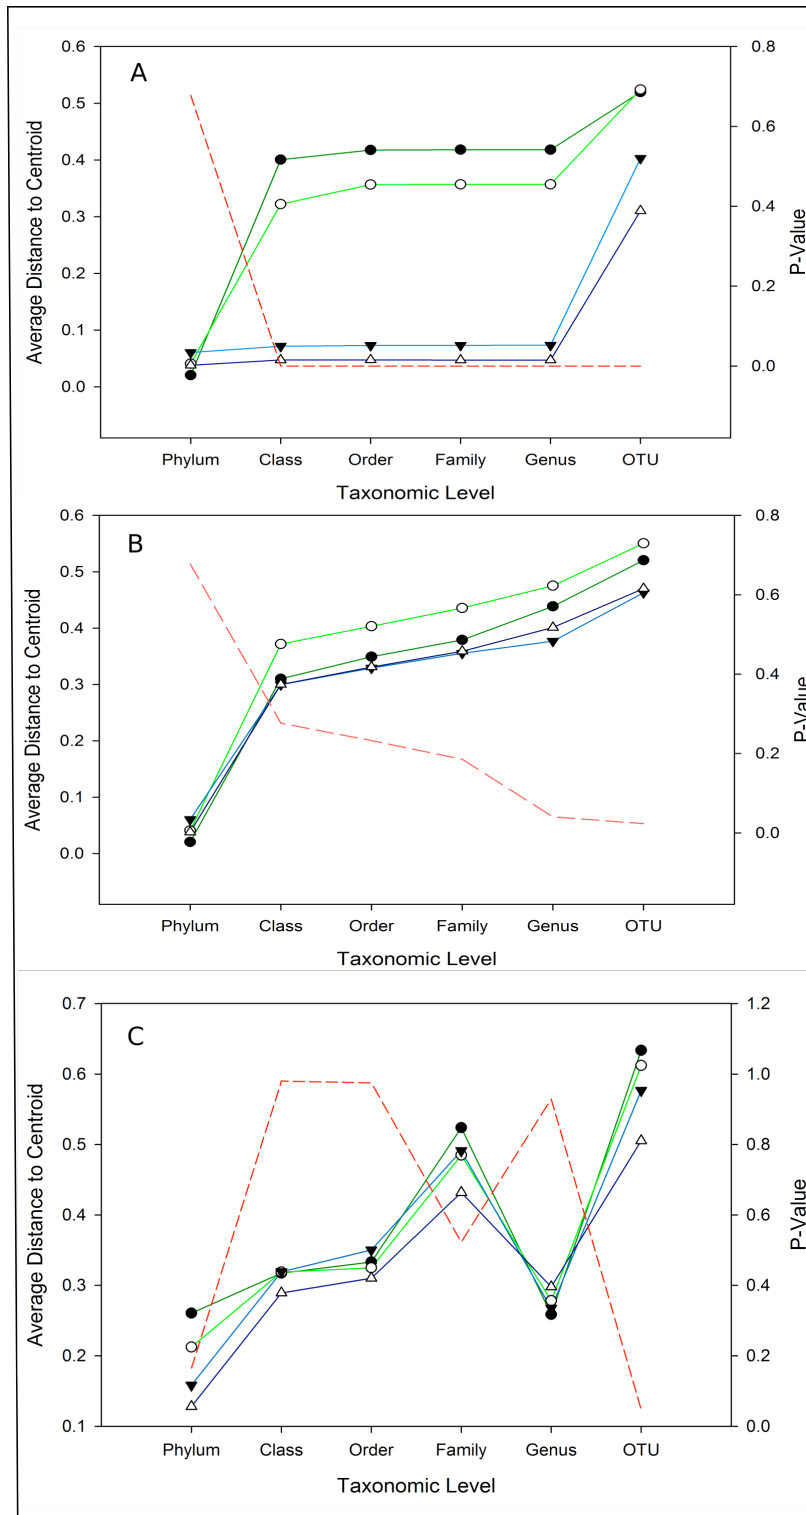 A
0.6
0.5
0.4
0.3
0.2
0.1
0.0
Average Distance to Centroid
0.8
0.6
0.4
0.2
0.0
P-Value
Phylum Class Order Family Genus OTU
Taxonomic Level
B
0.6
0.5
0.4
0.3
0.2
0.1
0.0
Average Distance to Centroid
0.8
0.6
0.4
0.2
0.0
P-Value
Phylum Class Order Family Genus OTU
Taxonomic Level
C
0.7
0.6
0.5
0.4
0.3
0.2
0.1
Average Distance to Centroid
1.2
1.0
0.8
0.6
0.4
0.2
0.0
P-Value
Phylum Class Order Family Genus OTU
Taxonomic Level